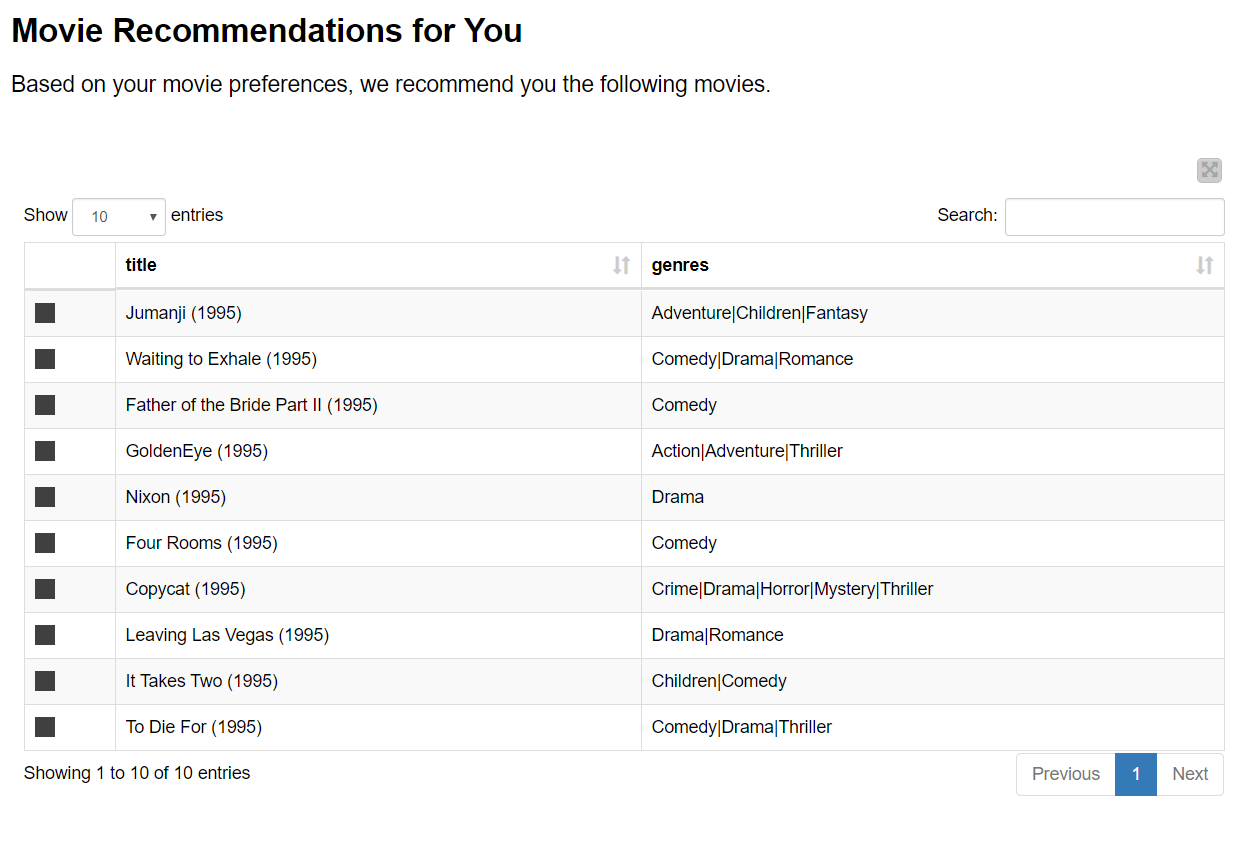 Movie Recommendations for You
Based on your movie preferences, we recommend you the following movies.
Show 10 entries Search:
title genres
Jumanji (1995) Adventure|Children|Fantasy
Waiting to Exhale (1995) Comedy|Drama|Romance
Father of the Bride Part II (1995) Comedy
GoldenEye (1995) Action|Adventure|Thriller
Nixon (1995) Drama
Four Rooms (1995) Comedy
Copycat (1995) Crime|Drama|Horror|Mystery|Thriller
Leaving Las Vegas (1995) Drama|Romance
It Takes Two (1995) Children|Comedy
To Die For (1995) Comedy|Drama|Thriller
Showing 1 to 10 of 10 entries Previous 1 Next